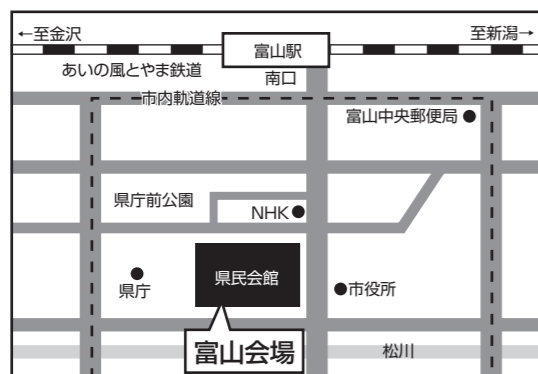 ←至金沢
至新潟→
富山駅
あいの風とやま鉄道
南口
市内軌道線
富山中央郵便局
県庁前公園
NHK
県民会館
県庁
市役所
富山会場
松川